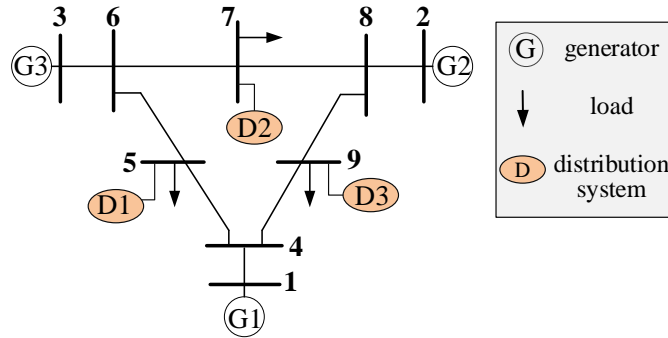 3
6
7
8
2
G3
G2
D2
5
9
D1
D3
4
1
G1
G generator
load
D distribution
system